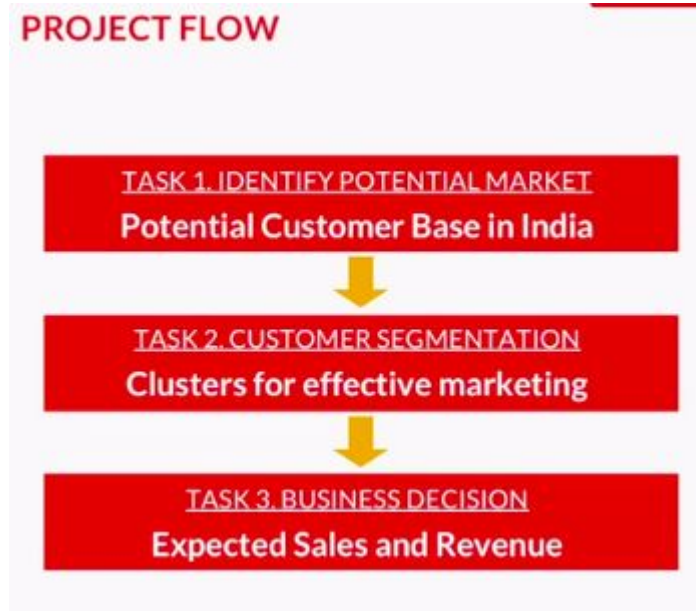 PROJECT FLOW
TASK 1. IDENTIFY POTENTIAL MARKET
Potential Customer Base in India
TASK 2. CUSTOMER SEGMENTATION
Clusters for effective marketing
TASK 3. BUSINESS DECISION
Expected Sales and Revenue